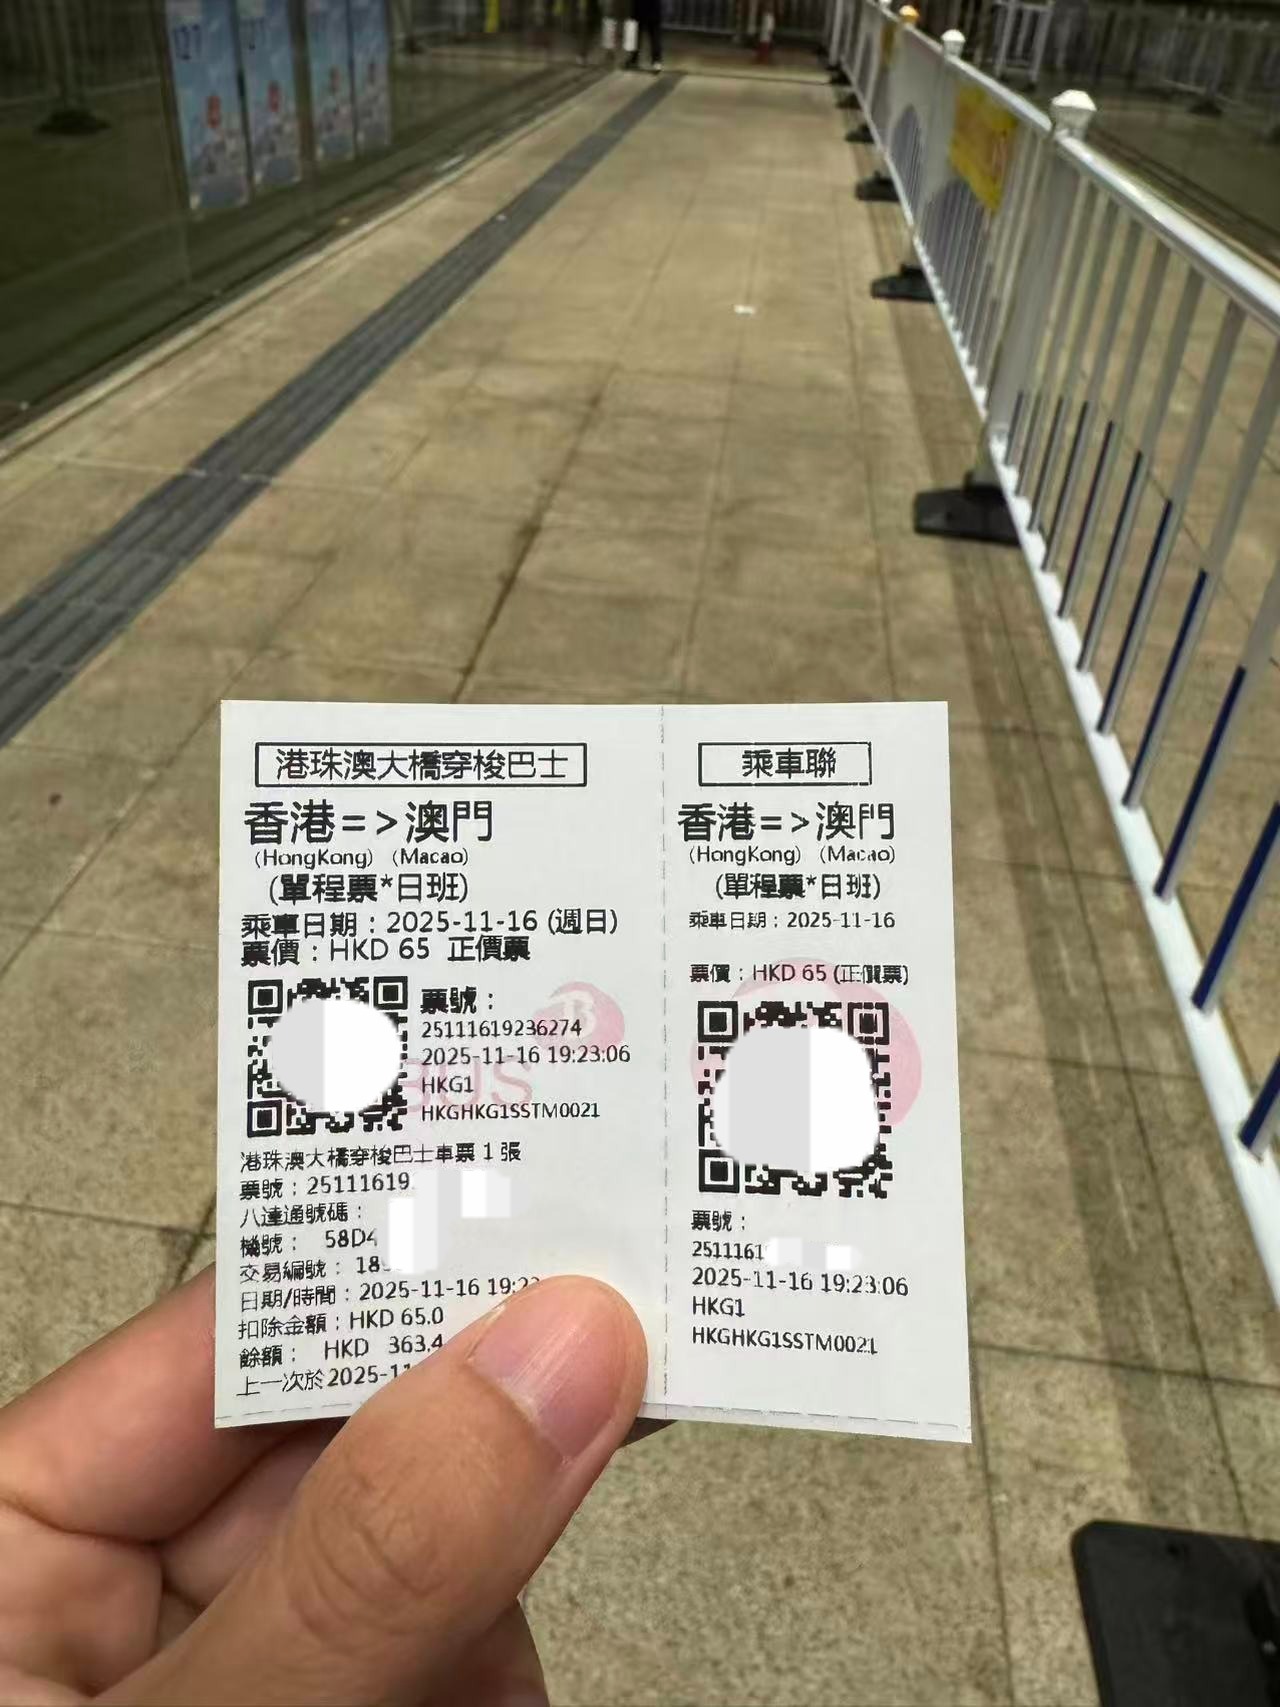 港珠澳大橋穿梭巴士
香港=>澳門
(HongKong) (Macao)
(單程票*日班)
乘車日期：2025-11-16 (週日)
票價：HKD 65 正價票
票號：
25111619236274
2025-11-16 19:23:06
HKG1
HKGHKG1SSTM0021
BUS
B
港珠澳大橋穿梭巴士車票 1 張
票號：25111619
八達通號碼：
機號： 58D4
交易編號： 18
日期/時間：2025-11-16 19:2
扣除金額：HKD 65.0
餘額： HKD 363.4
上一次於2025-11
乘車聯
香港=>澳門
(HongKong) (Macao)
(單程票*日班)
乘車日期：2025-11-16
票價：HKD 65 (正價票)
票號：
2511161
2025-11-16 19:23:06
HKG1
HKGHKG1SSTM0021
127